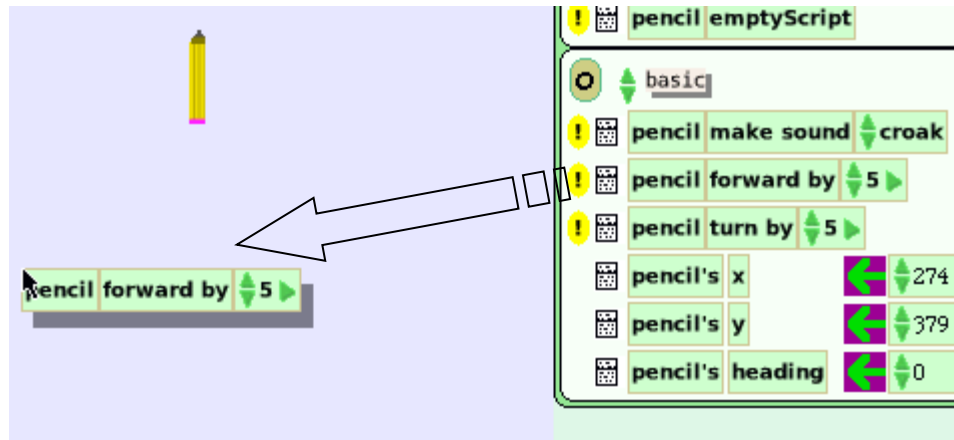 ! pencil emptyScript
basic
! pencil make sound croak
! pencil forward by 5
! pencil turn by 5
pencil's x 274
pencil's y 379
pencil's heading 0
pencil forward by 5